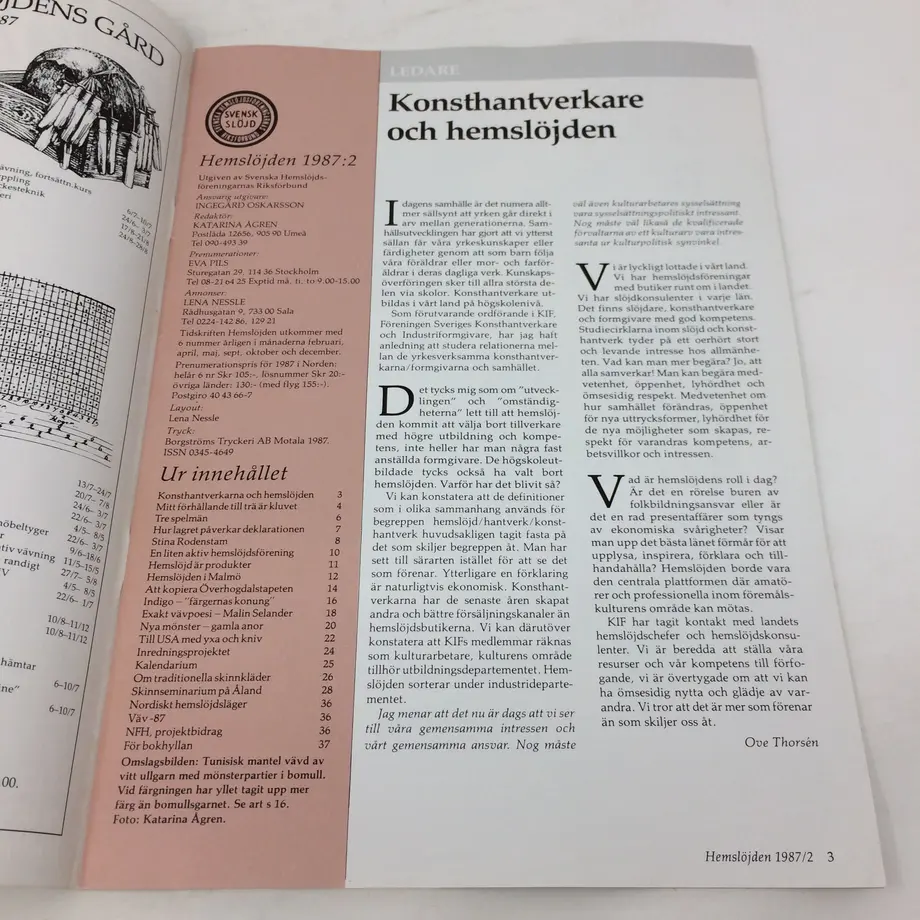 JDENS GÅRD
87
ävning, fortsättn.kurs
ppling
ckesteknik
eri
6/7-10/7
24/6- 3/7
17/8-21/8
24/8-28/8
13/7-24/7
20/7- 7/8
24/6- 3/7
22/6- 3/7
4/5- 8/5
22/6- 3/7
9/6-18/6
11/5-15/5
27/7- 5/8
4/5- 8/5
22/6- 1/7
möbeltyger
ativ vävning
randigt
V
10/8-11/12
10/8-11/12
hämtar
ine"
6-10/7
6-10/7
00.
SVENSK
SLÖJD
Hemslöjden 1987:2
Utgiven av Svenska Hemslöjds-
föreningarnas Riksförbund
Ansvarig utgivare:
INGEGÄRD OSKARSSON
Redaktör:
KATARINA ÅGREN
Postlåda 12656, 905 90 Umeå
Tel 090-493 39
Prenumerationer:
EVA PILS
Sturegatan 29, 114 36 Stockholm
Tel 08-21 64 25 Exptid må, ti, to 9.00-15.00
Annonser:
LENA NESSLE
Rådhusgatan 9, 733 00 Sala
Tel 0224-142 86, 129 21
Tidskriften Hemslöjden utkommer med
6 nummer årligen i månaderna februari,
april, maj, sept, oktober och december.
Prenumerationspris för 1987 i Norden:
helår 6 nr Skr 105:-, lösnummer Skr 20:-
övriga länder: 130:- (med flyg 155:-).
Postgiro 40 43 66-7
Layout:
Lena Nessle
Tryck:
Borgströms Tryckeri AB Motala 1987.
ISSN 0345-4649
Ur innehållet
Konsthantverkarna och hemslöjden 3
Mitt förhållande till trä är kluvet 4
Tre spelmän 6
Hur lagret påverkar deklarationen 7
Stina Rodenstam 8
En liten aktiv hemslöjdsförening 10
Hemslöjd är produkter 11
Hemslöjden i Malmö 12
Att kopiera Överhogdalstapeten 14
Indigo – "färgernas konung" 16
Exakt vävpoesi – Malin Selander 18
Nya mönster – gamla anor 20
Till USA med yxa och kniv 22
Inredningsprojektet 24
Kalendarium 25
Om traditionella skinnkläder 26
Skinnseminarium på Åland 28
Nordiskt hemslöjdsläger 36
Väv -87 36
NFH, projektbidrag 36
För bokhyllan 37
Omslagsbilden: Tunisisk mantel vävd av
vitt ullgarn med mönsterpartier i bomull.
Vid färgningen har yllet tagit upp mer
färg än bomullsgarnet. Se art s 16.
Foto: Katarina Ågren.
LEDARE
Konsthantverkare
och hemslöjden
I dagens samhälle är det numera allt-
mer sällsynt att yrken går direkt i
arv mellan generationerna. Sam-
hällsutvecklingen har gjort att vi ytterst
sällan får våra yrkeskunskaper eller
färdigheter genom att som barn följa
våra föräldrar eller mor- och farför-
äldrar i deras dagliga verk. Kunskaps-
överföringen sker till allra största de-
len via skolor. Konsthantverkare ut-
bildas i vårt land på högskolenivå.
Som förutvarande ordförande i KIF,
Föreningen Sveriges Konsthantverkare
och Industriformgivare, har jag haft
anledning att studera relationerna mel-
lan de yrkesverksamma konsthantver-
karna/formgivarna och samhället.
Det tycks mig som om "utveck-
lingen" och "omständig-
heterna" lett till att hemslöj-
den kommit att välja bort tillverkare
med högre utbildning och kompe-
tens, inte heller har man några fast
anställda formgivare. De högskoleut-
bildade tycks också ha valt bort
hemslöjden. Varför har det blivit så?
Vi kan konstatera att de definitioner
som i olika sammanhang används för
begreppen hemslöjd/hantverk/konst-
hantverk huvudsakligen tagit fasta på
det som skiljer begreppen åt. Man har
sett till särarten istället för att se det
som förenar. Ytterligare en förklaring
är naturligtvis ekonomisk. Konsthant-
verkarna har de senaste åren skapat
andra och bättre försäljningskanaler än
hemslöjdsbutikerna. Vi kan därutöver
konstatera att KIFs medlemmar räknas
som kulturarbetare, kulturens område
tillhör utbildningsdepartementet. Hem-
slöjden sorterar under industrideparte-
mentet.
Jag menar att det nu är dags att vi ser
till våra gemensamma intressen och
vårt gemensamma ansvar. Nog måste
väl även kulturarbetares sysselsättning
vara sysselsättningspolitiskt intressant.
Nog måste väl likaså de kvalificerade
förvaltarna av ett kulturarv vara intres-
santa ur kulturpolitisk synvinkel.
Vi är lyckligt lottade i vårt land.
Vi har hemslöjdsföreningar
med butiker runt om i landet.
Vi har slöjdkonsulenter i varje län.
Det finns slöjdare, konsthantverkare
och formgivare med god kompetens.
Studiecirklarna inom slöjd och konst-
hantverk tyder på ett oerhört stort
och levande intresse hos allmänhe-
ten. Vad kan man mer begära? Jo, att
alla samverkar! Man kan begära med-
vetenhet, öppenhet, lyhördhet och
ömsesidig respekt. Medvetenhet om
hur samhället förändras, öppenhet
för nya uttrycksformer, lyhördhet för
de nya möjligheter som skapas, re-
spekt för varandras kompetens, ar-
betsvillkor och intressen.
Vad är hemslöjdens roll i dag?
Är det en rörelse buren av
folkbildningsansvar eller är
det en rad presentaffärer som tyngs
av ekonomiska svårigheter? Visar
man upp det bästa länet förmår för att
upplysa, inspirera, förklara och till-
handahålla? Hemslöjden borde vara
den centrala plattformen där amatö-
rer och professionella inom föremåls-
kulturens område kan mötas.
KIF har tagit kontakt med landets
hemslöjdschefer och hemslöjdskonsu-
lenter. Vi är beredda att ställa våra
resurser och vår kompetens till förfo-
gande, vi är övertygade om att vi kan
ha ömsesidig nytta och glädje av var-
andra. Vi tror att det är mer som förenar
än som skiljer oss åt.
Ove Thorsén
Hemslöjden 1987/2 3